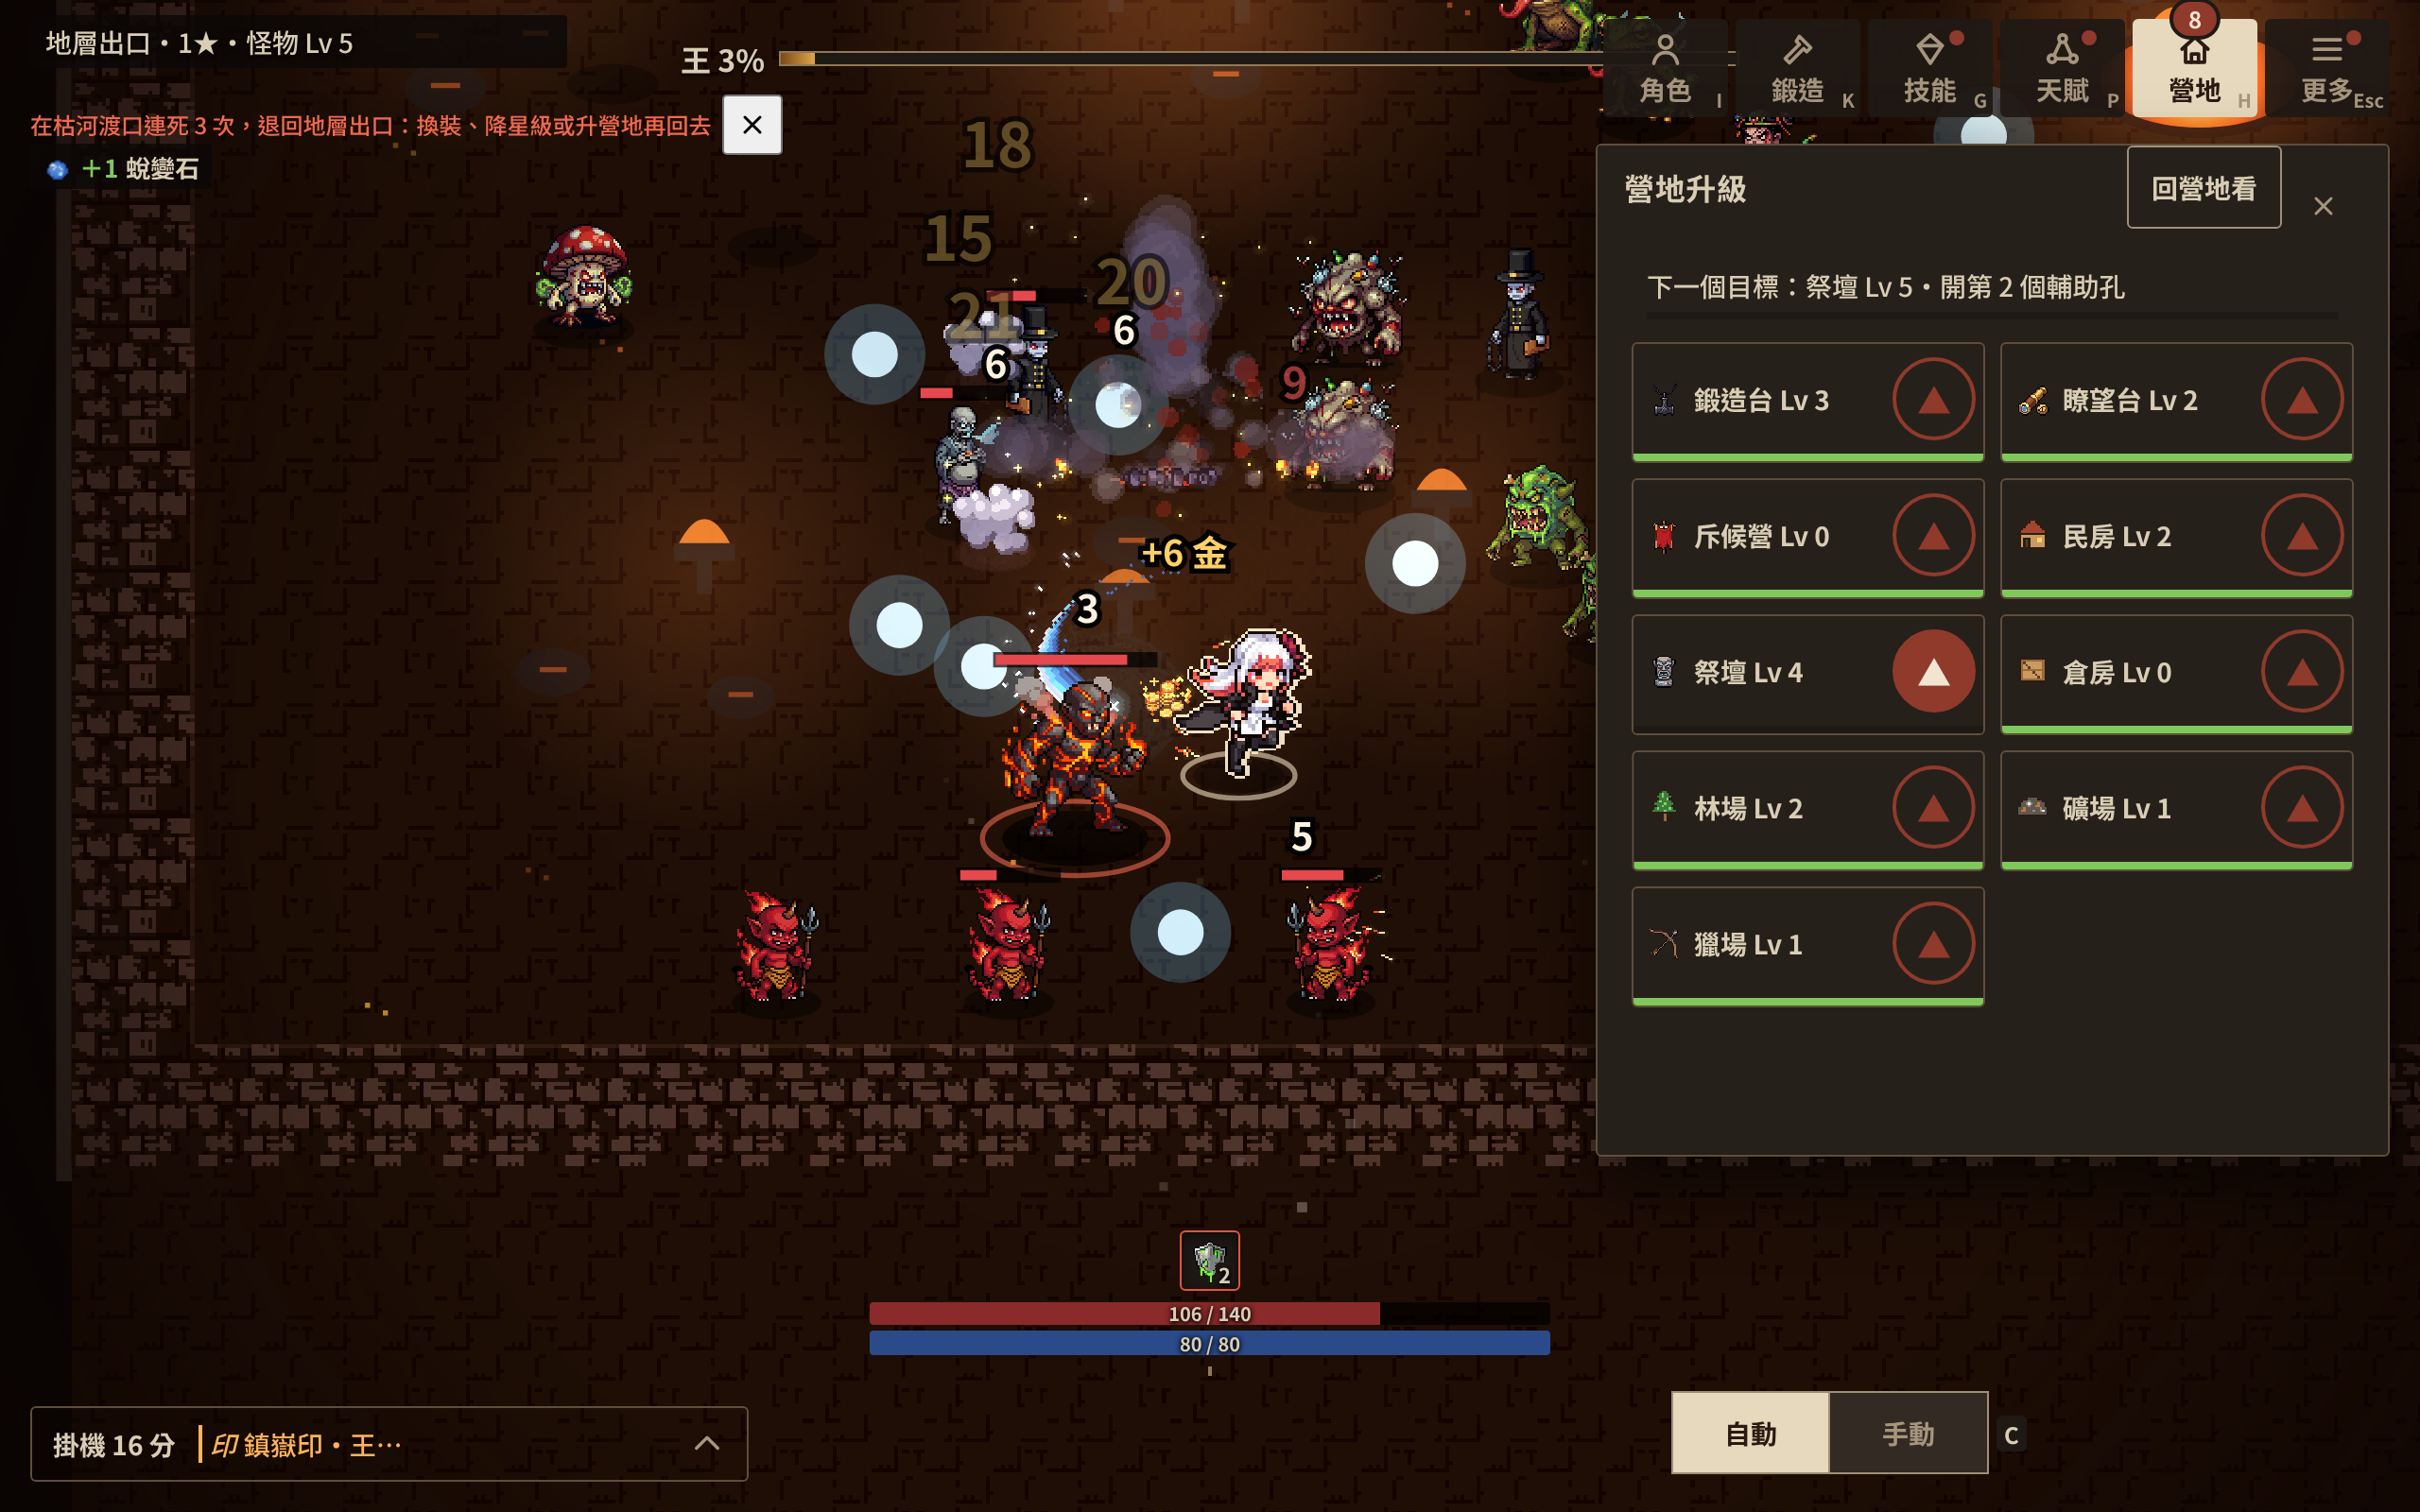 地層出口・1★・怪物 Lv 5
王 3%
在枯河渡口連死 3 次，退回地層出口：換裝、降星級或升營地再回去
+1 蛻變石
角色 I
鍛造 K
技能 G
天賦 P
8
營地 H
更多 Esc
營地升級
回營地看
下一個目標：祭壇 Lv 5・開第 2 個輔助孔
鍛造台 Lv 3
瞭望台 Lv 2
斥候營 Lv 0
民房 Lv 2
祭壇 Lv 4
倉房 Lv 0
林場 Lv 2
礦場 Lv 1
獵場 Lv 1
18
15
20
21
6
6
9
+6 金
3
5
2
106 / 140
80 / 80
掛機 16 分
印 鎮嶽印・王…
自動
手動
C